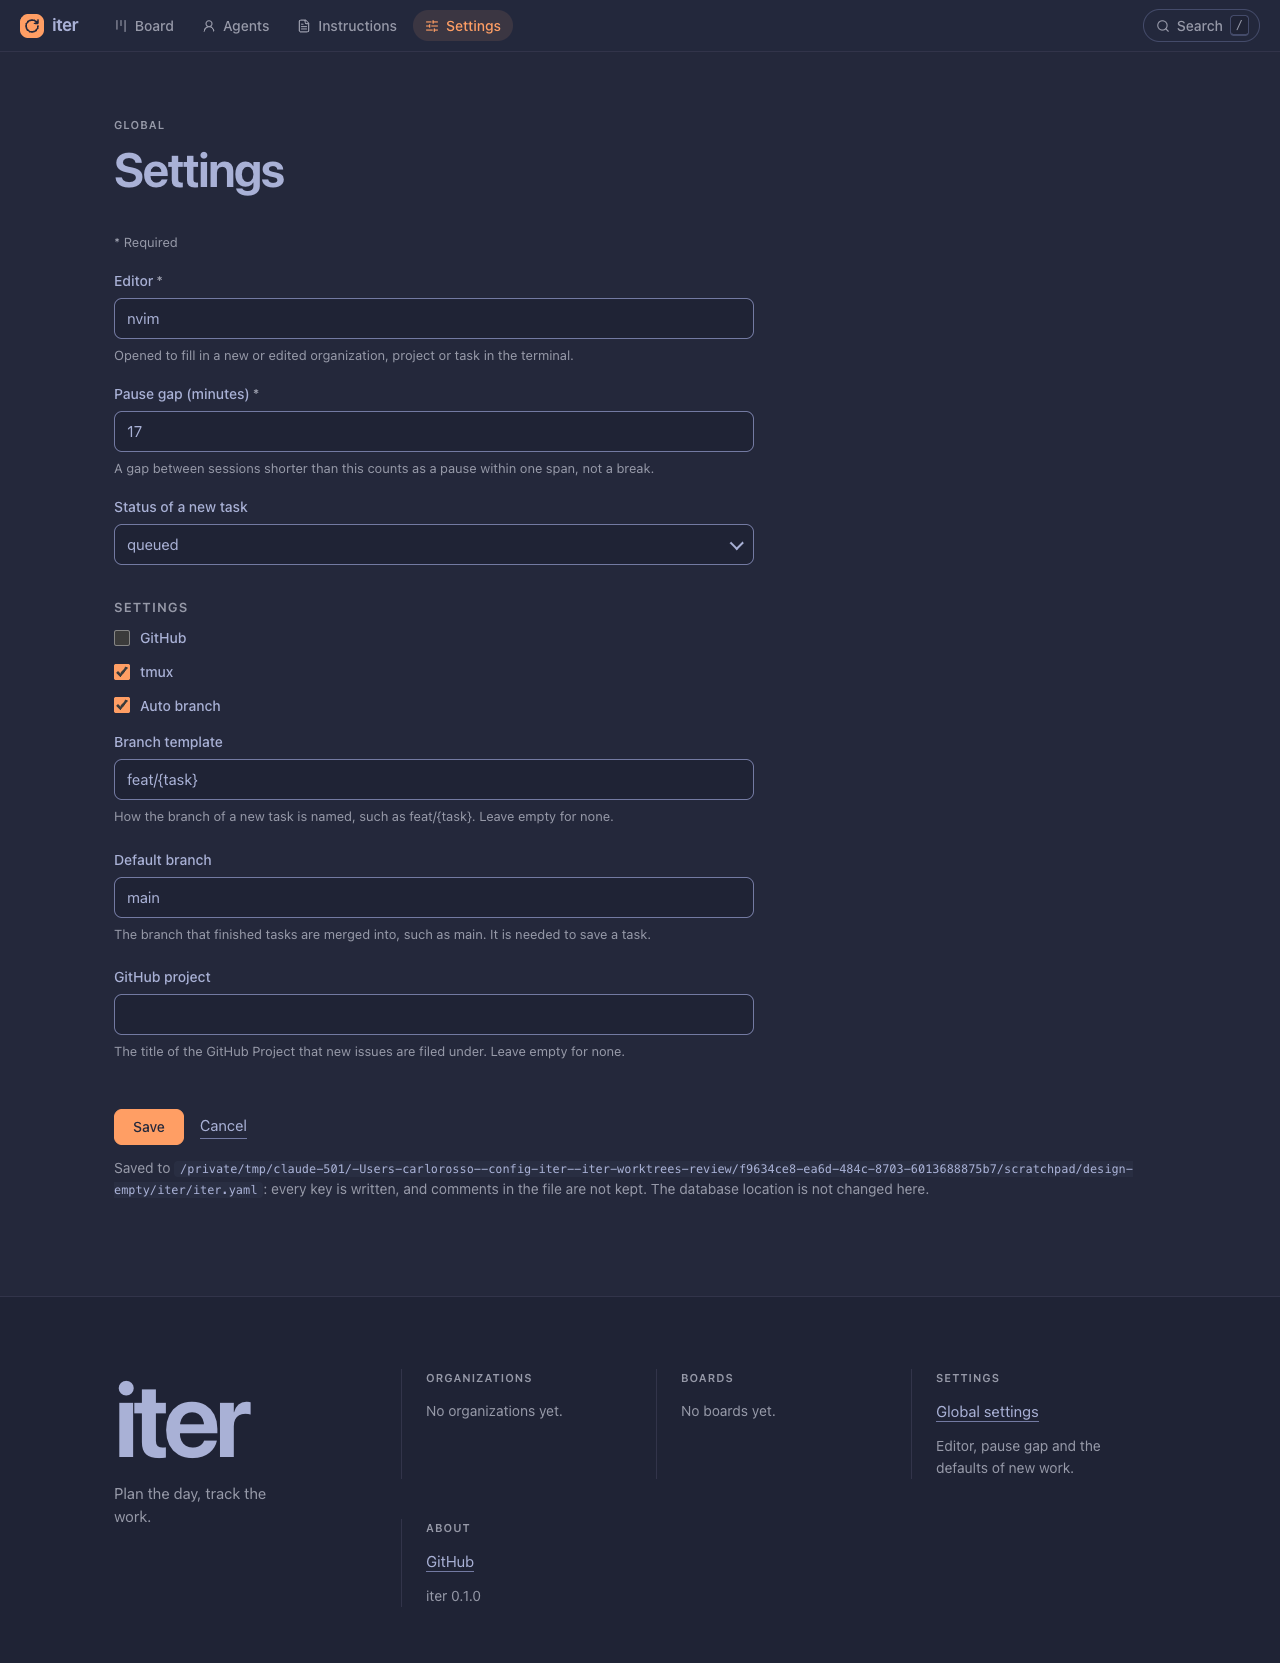 iter
Board
Agents
Instructions
Settings
Search /
GLOBAL
Settings
* Required
Editor *
nvim
Opened to fill in a new or edited organization, project or task in the terminal.
Pause gap (minutes) *
17
A gap between sessions shorter than this counts as a pause within one span, not a break.
Status of a new task
queued
SETTINGS
GitHub
tmux
Auto branch
Branch template
feat/{task}
How the branch of a new task is named, such as feat/{task}. Leave empty for none.
Default branch
main
The branch that finished tasks are merged into, such as main. It is needed to save a task.
GitHub project
The title of the GitHub Project that new issues are filed under. Leave empty for none.
Save
Cancel
Saved to /private/tmp/claude-501/-Users-carlorosso--config-iter--iter-worktrees-review/f9634ce8-ea6d-484c-8703-6013688875b7/scratchpad/design-
empty/iter/iter.yaml : every key is written, and comments in the file are not kept. The database location is not changed here.
iter
Plan the day, track the
work.
ORGANIZATIONS
No organizations yet.
BOARDS
No boards yet.
SETTINGS
Global settings
Editor, pause gap and the
defaults of new work.
ABOUT
GitHub
iter 0.1.0